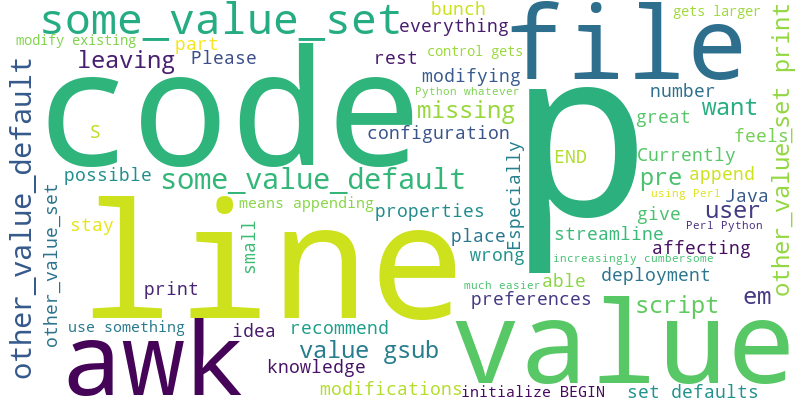 some_value_set
bunch
everything
gets larger
modify existing
part
leaving
Please
rest
control gets
file
other_value_set print
other_value_default
code
modifying
Python whatever
missing
number
want
configuration
great
feels
s
p
END
Currently
possible
some_value_default
Especially
pre
append
using Perl
means appending
properties
give
user
Java
Perl Python
other_value_set
stay
line
small
place
wrong
streamline
affecting
increasingly cumbersome
able
deployment
much easier
preferences
print
script
em
value
use something
awk
idea
recommend
value gsub
knowledge
modifications
initialize BEGIN
set defaults